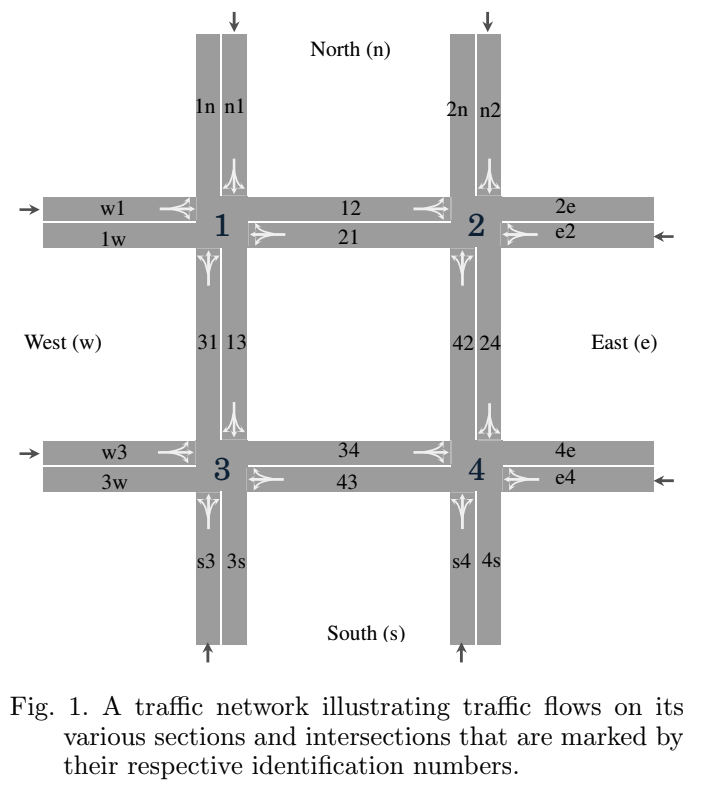 North (n)
1n n1 2n n2
w1 12 2e
1 2
1w 21 e2
West (w) 31 13 42 24 East (e)
w3 34 4e
3 4
3w 43 e4
s3 3s s4 4s
South (s)
Fig. 1. A traffic network illustrating traffic flows on its
various sections and intersections that are marked by
their respective identification numbers.